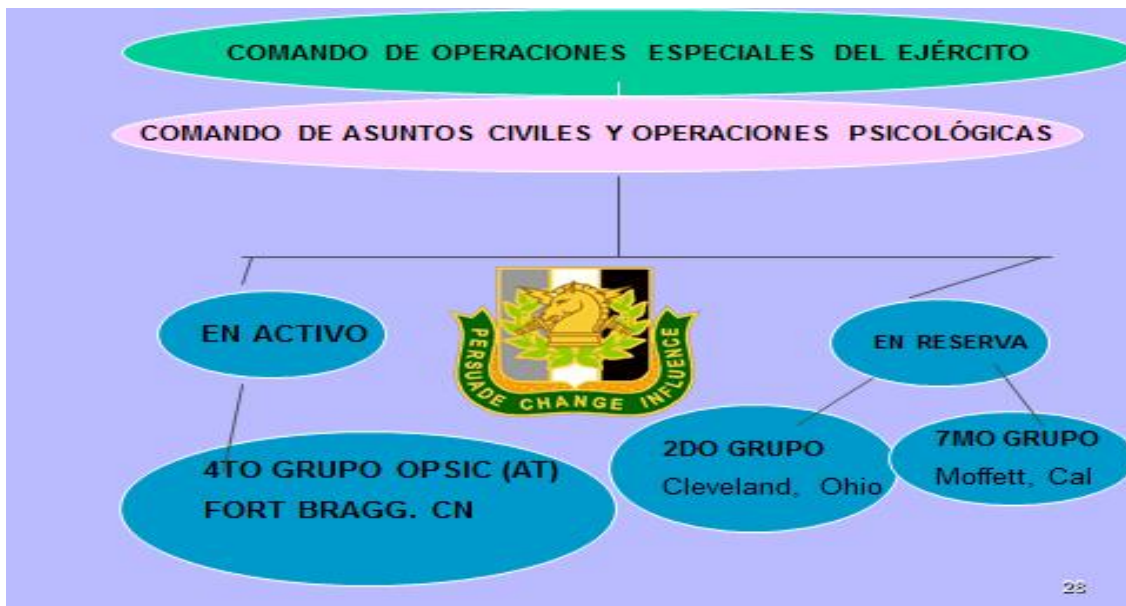 COMANDO DE OPERACIONES ESPECIALES DEL EJÉRCITO
COMANDO DE ASUNTOS CIVILES Y OPERACIONES PSICOLÓGICAS
EN ACTIVO
PERSUADE CHANGE INFLUENCE
EN RESERVA
4TO GRUPO OPSIC (AT)
FORT BRAGG. CN
2DO GRUPO
Cleveland, Ohio
7MO GRUPO
Moffett, Cal
28